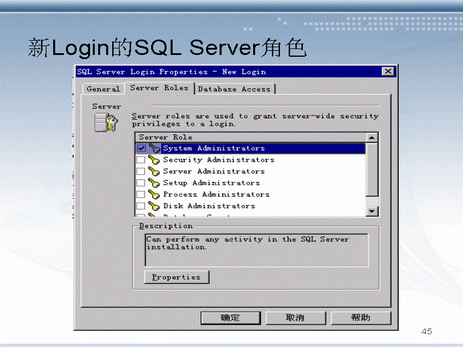 新Login的SQL Server角色
SQL Server Login Properties - New Login
General
Server Roles
Database Access
Server
Server roles are used to grant server-wide security
privileges to a login.
Server Role
System Administrators
Security Administrators
Server Administrators
Setup Administrators
Process Administrators
Disk Administrators
Description
Can perform any activity in the SQL Server
installation.
Properties
确定
取消
帮助
45